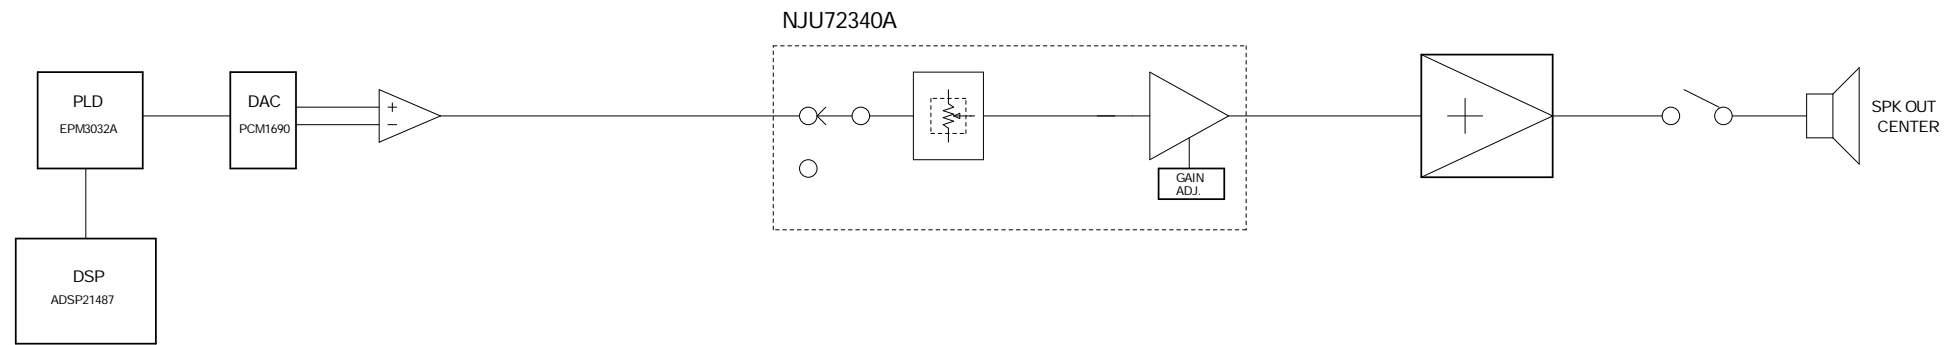 NJU72340A
PLD
EPM3032A
DAC
PCM1690
+
−
GAIN
ADJ.
SPK OUT
CENTER
DSP
ADSP21487